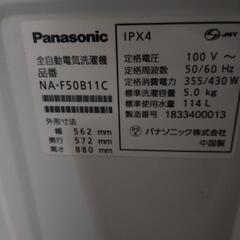 Panasonic
全自動電気洗濯機
品番
NA-F50B11C
外形寸法
幅 562 mm
奥行 572 mm
高さ 880 mm
IPX4
JET
定格電圧 100 V~
定格周波数 50/60 Hz
定格消費電力 355/430 W
標準洗濯容量 5.0 kg
標準使用水量 114 L
製造番号 1833400013
パナソニック株式会社
中国製